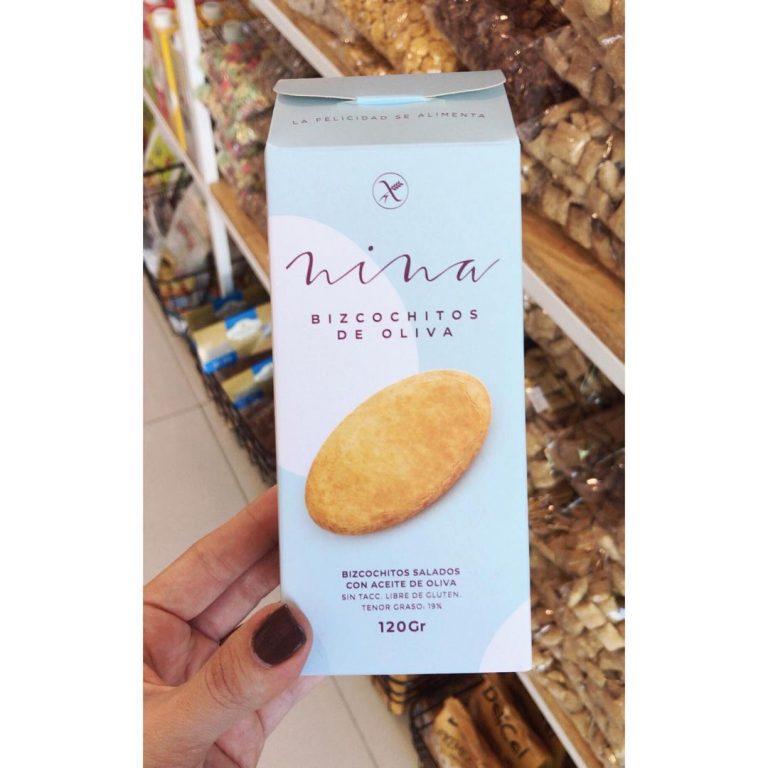 LA FELICIDAD SE ALIMENTA
nina
BIZCOCHITOS
DE OLIVA
BIZCOCHITOS SALADOS
CON ACEITE DE OLIVA
SIN TACC. LIBRE DE GLUTEN.
TENOR GRASO: 19%
120Gr